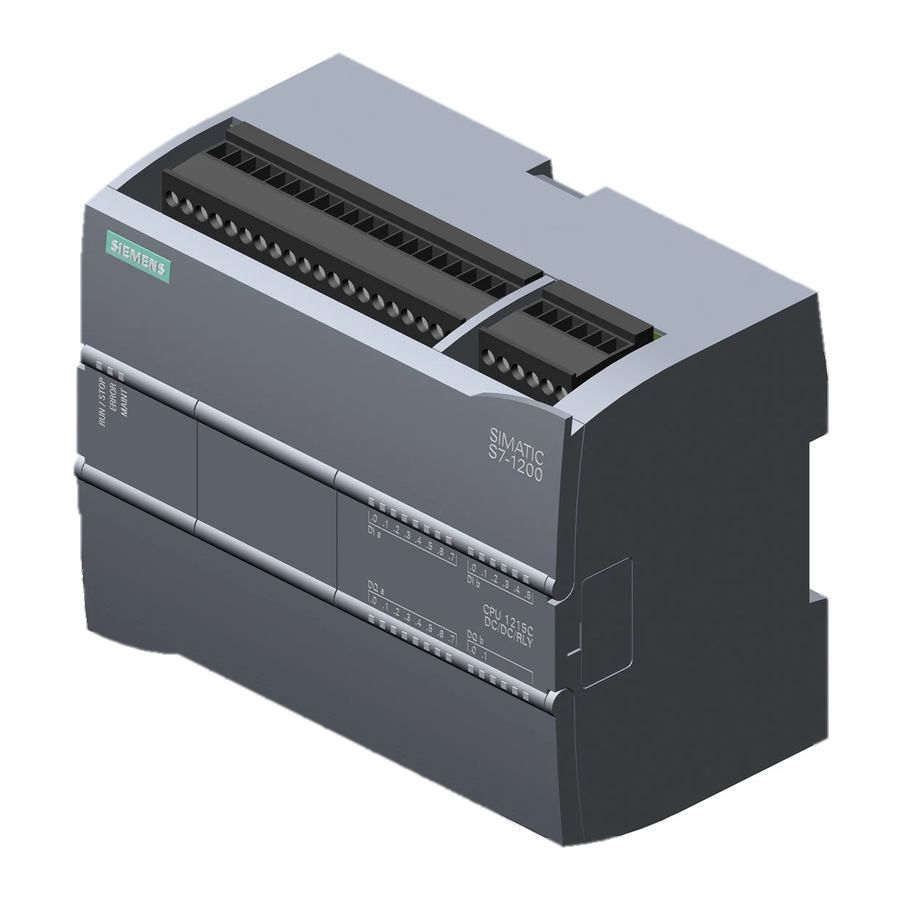 SIEMENS
RUN / STOP
ERROR
MAINT
SIMATIC
S7-1200
.0 .1 .2 .3 .4 .5 .6 .7
DI a
.0 .1 .2 .3 .4 .5
DI b
CPU 1215C
DC/DC/RLY
DQ a
.0 .1 .2 .3 .4 .5 .6 .7
DQ b
.0 .1